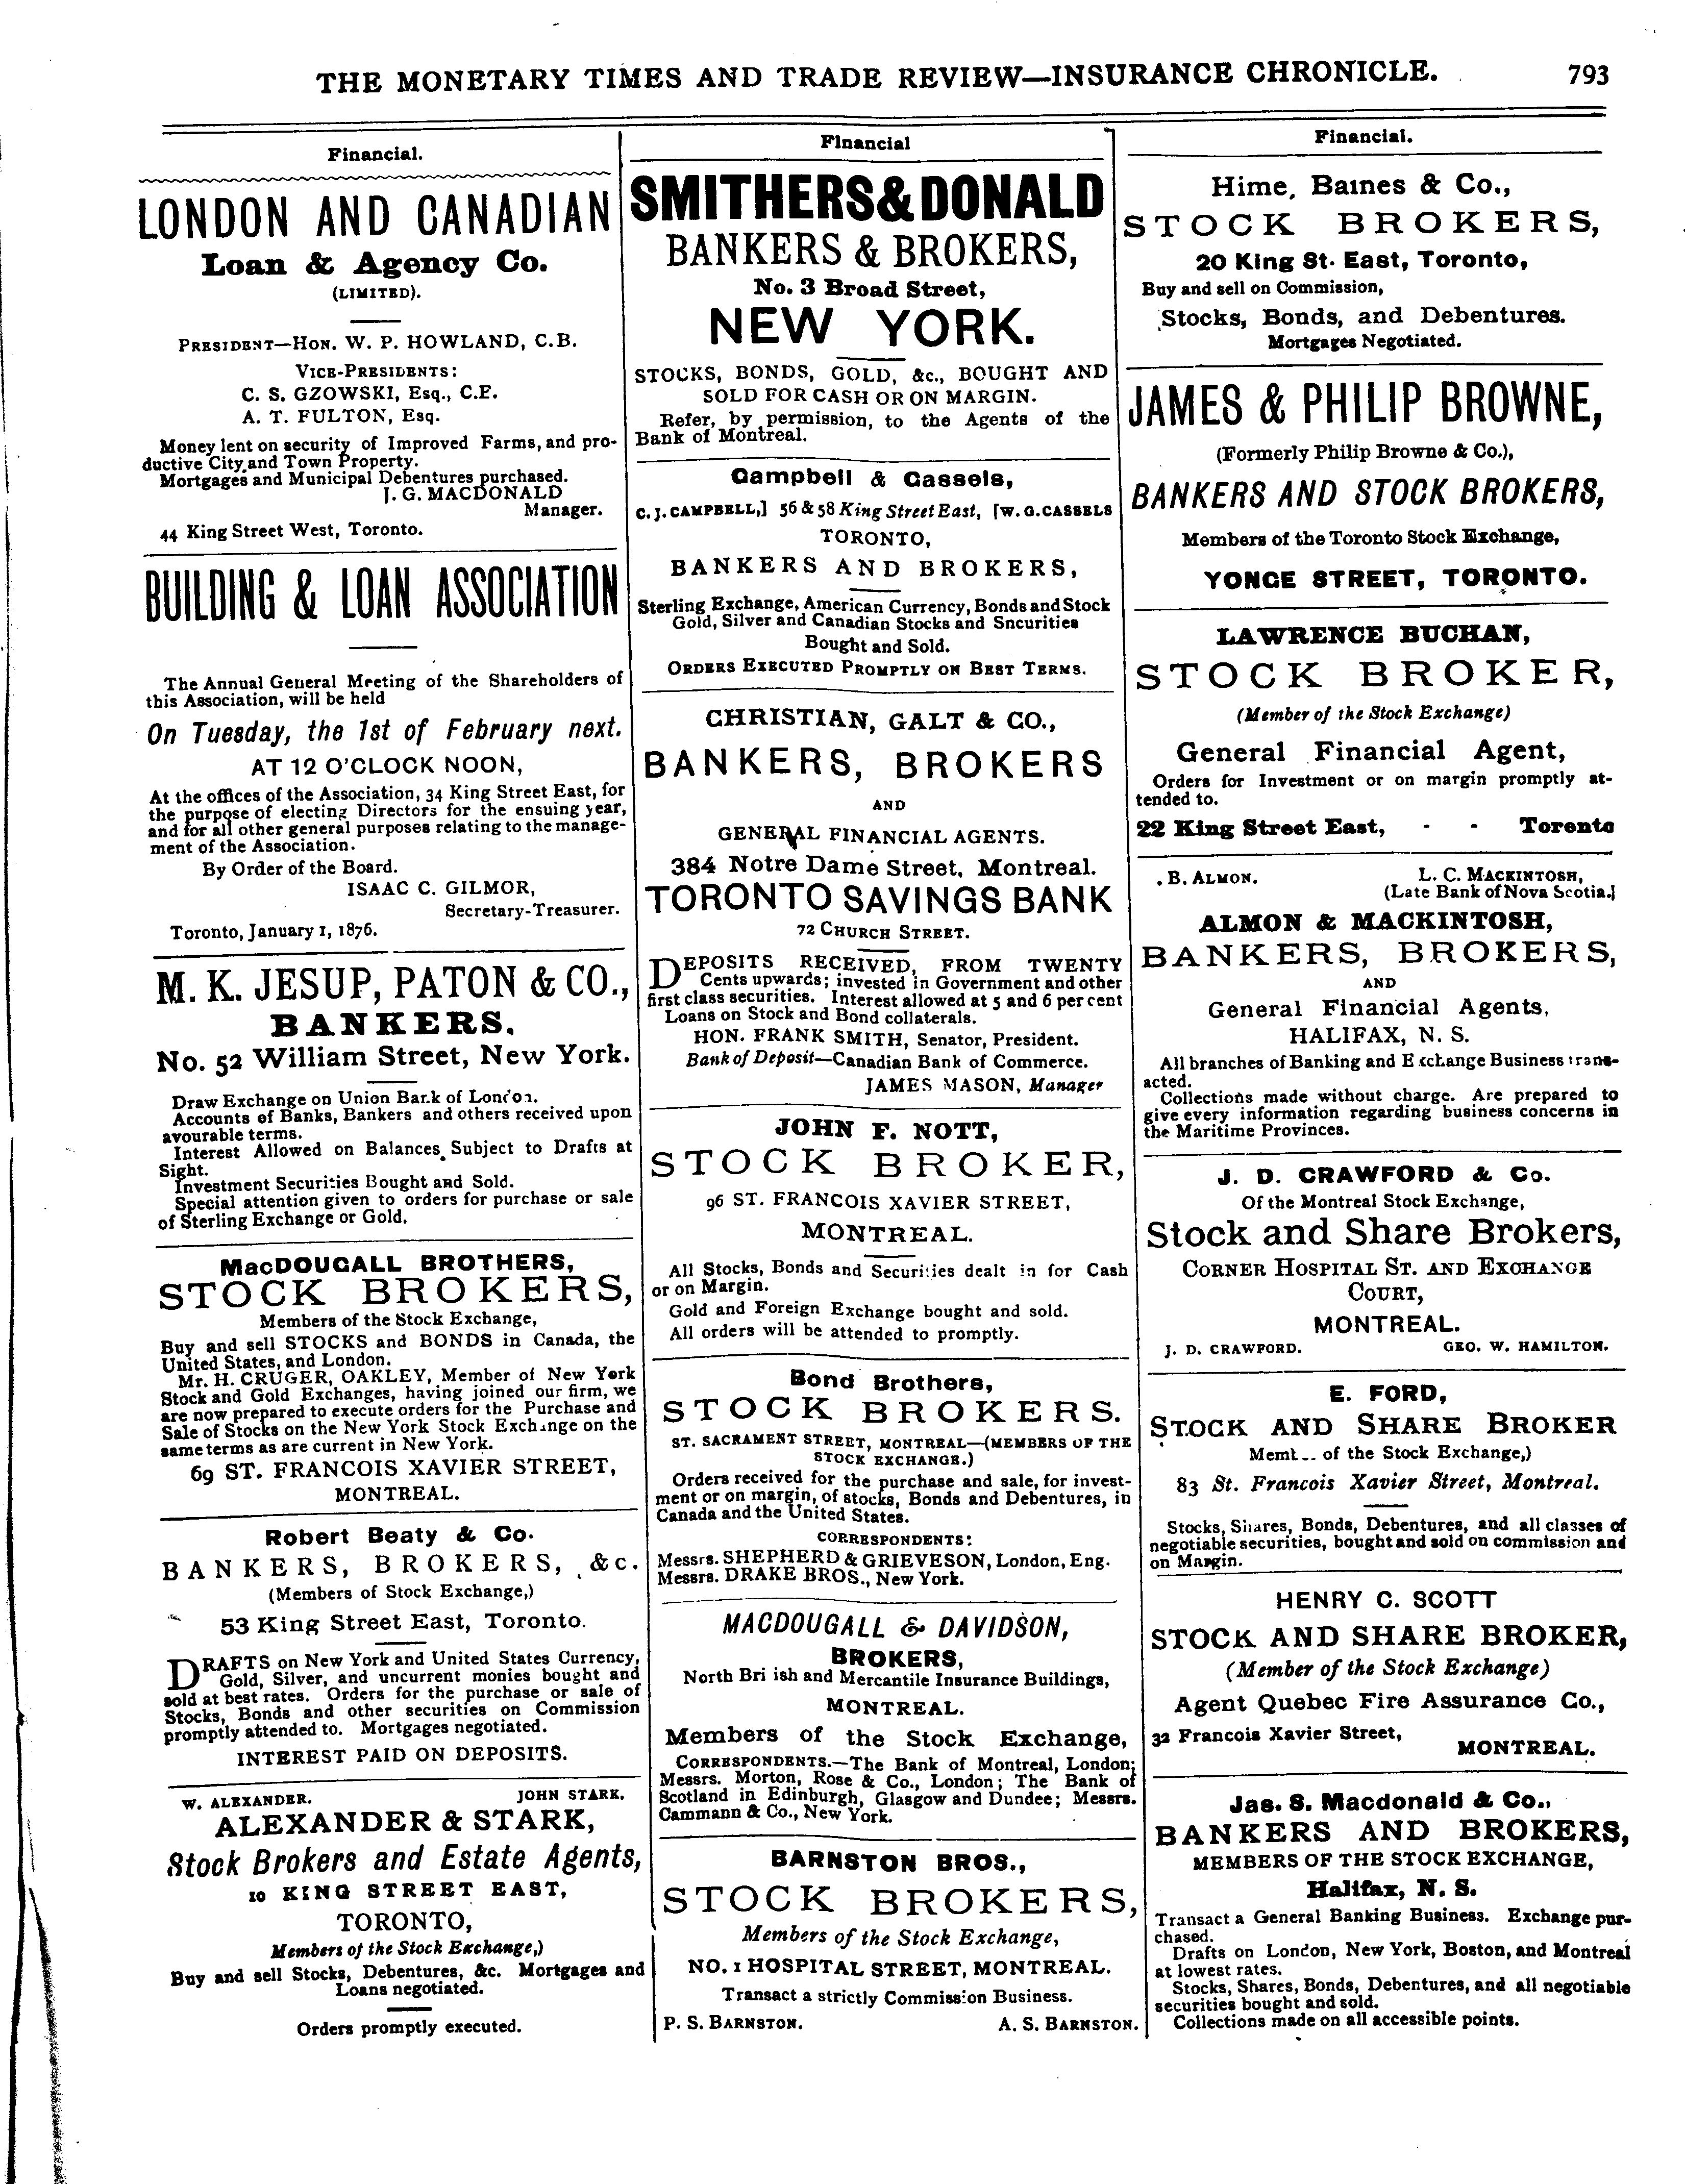 THE MONETARY TIMES AND TRADE REVIEW—INSURANCE CHRONICLE. 793
Financial.
LONDON AND CANADIAN
Loan & Agency Co.
(LIMITED).
PRESIDENT—HON. W. P. HOWLAND, C.B.
VICE-PRESIDENTS:
C. S. GZOWSKI, Esq., C.E.
A. T. FULTON, Esq.
Money lent on security of Improved Farms, and pro-
ductive City and Town Property.
Mortgages and Municipal Debentures purchased.
J. G. MACDONALD
Manager.
44 King Street West, Toronto.
BUILDING & LOAN ASSOCIATION
The Annual General Meeting of the Shareholders of
this Association, will be held
On Tuesday, the 1st of February next.
AT 12 O'CLOCK NOON,
At the offices of the Association, 34 King Street East, for
the purpose of electing Directors for the ensuing year,
and for all other general purposes relating to the manage-
ment of the Association.
By Order of the Board.
ISAAC C. GILMOR,
Secretary-Treasurer.
Toronto, January 1, 1876.
M. K. JESUP, PATON & CO.,
BANKERS.
No. 52 William Street, New York.
Draw Exchange on Union Bank of London.
Accounts of Banks, Bankers and others received upon
avourable terms.
Interest Allowed on Balances Subject to Drafts at
Sight.
Investment Securities Bought and Sold.
Special attention given to orders for purchase or sale
of Sterling Exchange or Gold.
MacDOUGALL BROTHERS,
STOCK BROKERS,
Members of the Stock Exchange,
Buy and sell STOCKS and BONDS in Canada, the
United States, and London.
Mr. H. CRUGER, OAKLEY, Member of New York
Stock and Gold Exchanges, having joined our firm, we
are now prepared to execute orders for the Purchase and
Sale of Stocks on the New York Stock Exchange on the
same terms as are current in New York.
69 ST. FRANCOIS XAVIER STREET,
MONTREAL.
Robert Beaty & Co.
BANKERS, BROKERS, &c.
(Members of Stock Exchange,)
53 King Street East, Toronto.
DRAFTS on New York and United States Currency,
Gold, Silver, and uncurrent monies bought and
sold at best rates. Orders for the purchase or sale of
Stocks, Bonds and other securities on Commission
promptly attended to. Mortgages negotiated.
INTEREST PAID ON DEPOSITS.
W. ALEXANDER. JOHN STARK.
ALEXANDER & STARK,
Stock Brokers and Estate Agents,
10 KING STREET EAST,
TORONTO,
Members of the Stock Exchange,)
Buy and sell Stocks, Debentures, &c. Mortgages and
Loans negotiated.
Orders promptly executed.
Financial
SMITHERS & DONALD
BANKERS & BROKERS,
No. 3 Broad Street,
NEW YORK.
STOCKS, BONDS, GOLD, &c., BOUGHT AND
SOLD FOR CASH OR ON MARGIN.
Refer, by permission, to the Agents of the
Bank of Montreal.
Campbell & Cassels,
C. J. CAMPBELL,] 56 & 58 King Street East, [W. G. CASSELS
TORONTO,
BANKERS AND BROKERS,
Sterling Exchange, American Currency, Bonds and Stock
Gold, Silver and Canadian Stocks and Sncurities
Bought and Sold.
ORDERS EXECUTED PROMPTLY ON BEST TERMS.
CHRISTIAN, GALT & CO.,
BANKERS, BROKERS
AND
GENERAL FINANCIAL AGENTS.
384 Notre Dame Street, Montreal.
TORONTO SAVINGS BANK
72 CHURCH STREET.
DEPOSITS RECEIVED, FROM TWENTY
Cents upwards; invested in Government and other
first class securities. Interest allowed at 5 and 6 per cent
Loans on Stock and Bond collaterals.
HON. FRANK SMITH, Senator, President.
Bank of Deposit—Canadian Bank of Commerce.
JAMES MASON, Manager
JOHN F. NOTT,
STOCK BROKER,
96 ST. FRANCOIS XAVIER STREET,
MONTREAL.
All Stocks, Bonds and Securities dealt in for Cash
or on Margin.
Gold and Foreign Exchange bought and sold.
All orders will be attended to promptly.
Bond Brothers,
STOCK BROKERS.
ST. SACRAMENT STREET, MONTREAL—(MEMBERS OF THE
STOCK EXCHANGE.)
Orders received for the purchase and sale, for invest-
ment or on margin, of stocks, Bonds and Debentures, in
Canada and the United States.
CORRESPONDENTS:
Messrs. SHEPHERD & GRIEVESON, London, Eng.
Messrs. DRAKE BROS., New York.
MACDOUGALL & DAVIDSON,
BROKERS,
North Bri ish and Mercantile Insurance Buildings,
MONTREAL.
Members of the Stock Exchange,
CORRESPONDENTS.—The Bank of Montreal, London;
Messrs. Morton, Rose & Co., London; The Bank of
Scotland in Edinburgh, Glasgow and Dundee; Messrs.
Cammann & Co., New York.
BARNSTON BROS.,
STOCK BROKERS,
Members of the Stock Exchange,
NO. 1 HOSPITAL STREET, MONTREAL.
Transact a strictly Commission Business.
P. S. BARNSTON. A. S. BARNSTON.
Financial.
Hime, Baines & Co.,
STOCK BROKERS,
20 King St. East, Toronto,
Buy and sell on Commission,
Stocks, Bonds, and Debentures.
Mortgages Negotiated.
JAMES & PHILIP BROWNE,
(Formerly Philip Browne & Co.),
BANKERS AND STOCK BROKERS,
Members of the Toronto Stock Exchange,
YONGE STREET, TORONTO.
LAWRENCE BUCHAN,
STOCK BROKER,
(Member of the Stock Exchange)
General Financial Agent,
Orders for Investment or on margin promptly at-
tended to.
22 King Street East, - - Toronto
. B. ALMON. L. C. MACKINTOSH,
(Late Bank of Nova Scotia.]
ALMON & MACKINTOSH,
BANKERS, BROKERS,
AND
General Financial Agents,
HALIFAX, N. S.
All branches of Banking and Exchange Business trans-
acted.
Collections made without charge. Are prepared to
give every information regarding business concerns in
the Maritime Provinces.
J. D. CRAWFORD & Co.
Of the Montreal Stock Exchange,
Stock and Share Brokers,
CORNER HOSPITAL ST. AND EXCHANGE
COURT,
MONTREAL.
J. D. CRAWFORD. GEO. W. HAMILTON.
E. FORD,
STOCK AND SHARE BROKER
of the Stock Exchange,)
83 St. Francois Xavier Street, Montreal.
Stocks, Shares, Bonds, Debentures, and all classes of
negotiable securities, bought and sold on commission and
on Margin.
HENRY C. SCOTT
STOCK AND SHARE BROKER,
(Member of the Stock Exchange)
Agent Quebec Fire Assurance Co.,
32 Francois Xavier Street,
MONTREAL.
Jas. S. Macdonald & Co.,
BANKERS AND BROKERS,
MEMBERS OF THE STOCK EXCHANGE,
Halifax, N. S.
Transact a General Banking Business. Exchange pur-
chased.
Drafts on London, New York, Boston, and Montreal
at lowest rates.
Stocks, Shares, Bonds, Debentures, and all negotiable
securities bought and sold.
Collections made on all accessible points.